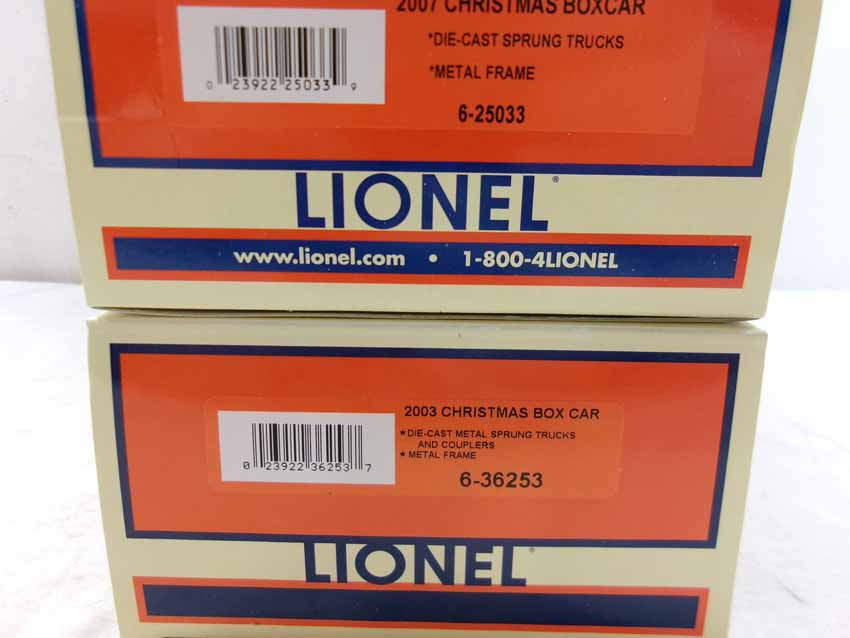 2007 CHRISTMAS BOXCAR
*DIE-CAST SPRUNG TRUCKS
*METAL FRAME
6-25033
0 23922 25033 9
LIONEL®
www.lionel.com • 1-800-4LIONEL
2003 CHRISTMAS BOX CAR
*DIE-CAST METAL SPRUNG TRUCKS
AND COUPLERS
* METAL FRAME
6-36253
0 23922 36253 7
LIONEL®